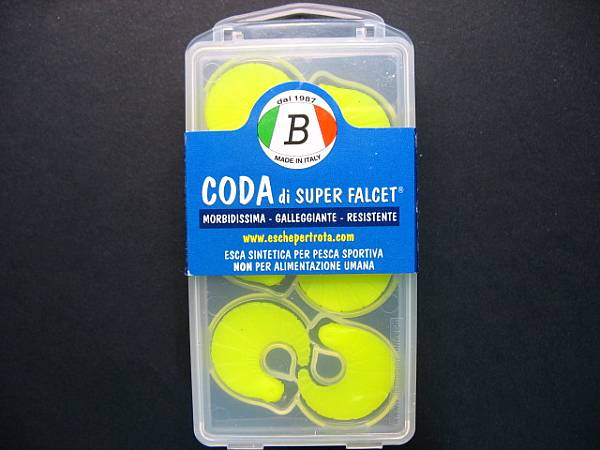 dal 1987
B
MADE IN ITALY
CODA di SUPER FALCET®
MORBIDISSIMA - GALLEGGIANTE - RESISTENTE
www.eschepertrota.com
ESCA SINTETICA PER PESCA SPORTIVA
NON PER ALIMENTAZIONE UMANA